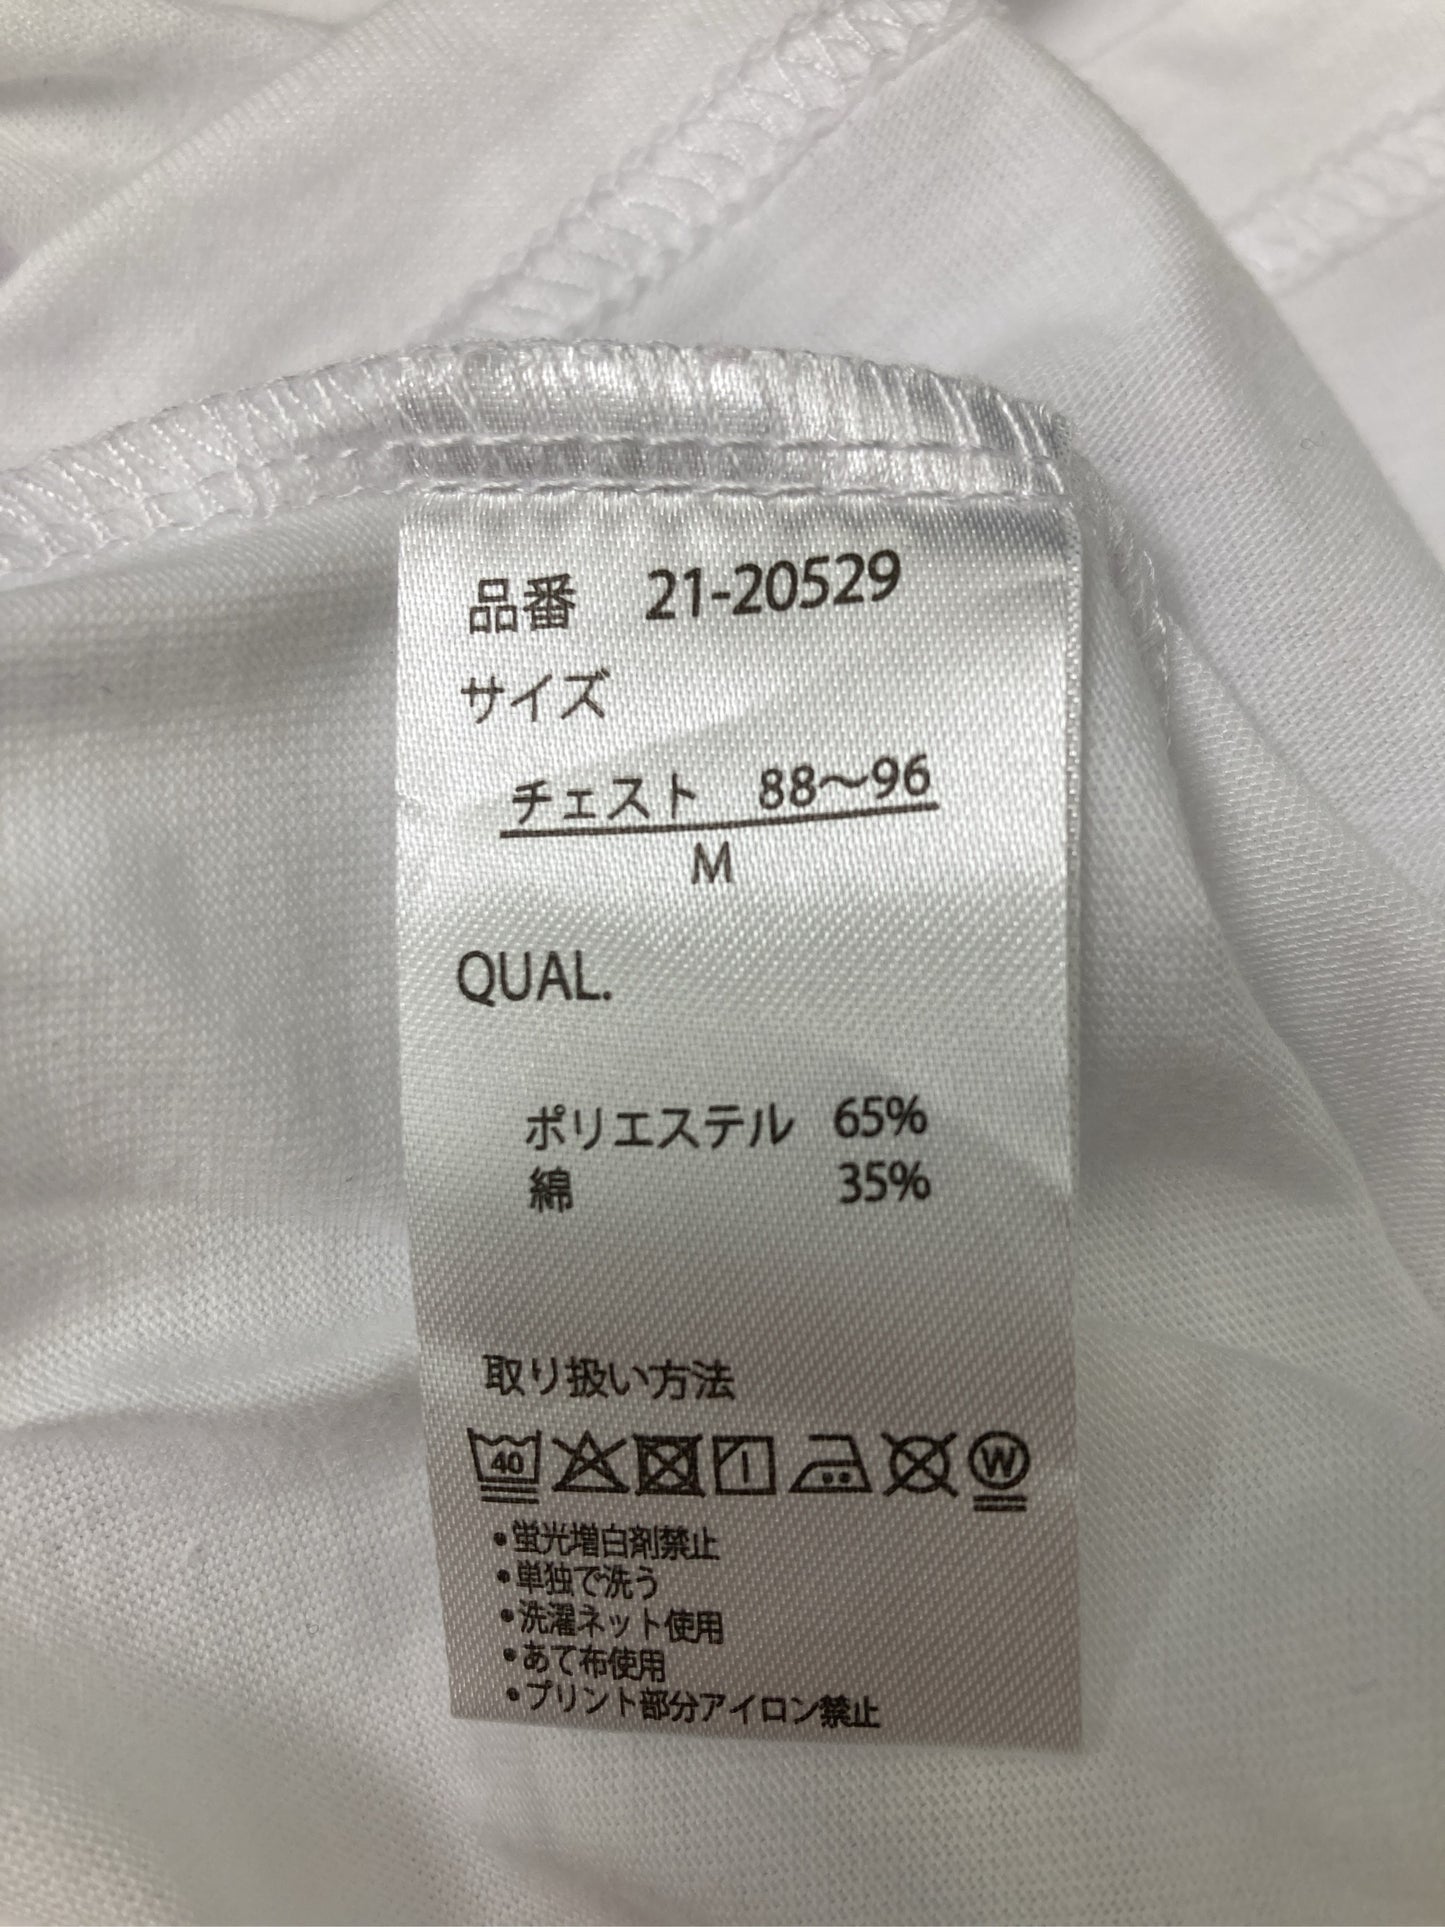 品番 21-20529
サイズ
チェスト 88〜96
M
QUAL.
ポリエステル 65%
綿 35%
取り扱い方法
40 W
•蛍光増白剤禁止
•単独で洗う
•洗濯ネット使用
•あて布使用
•プリント部分アイロン禁止